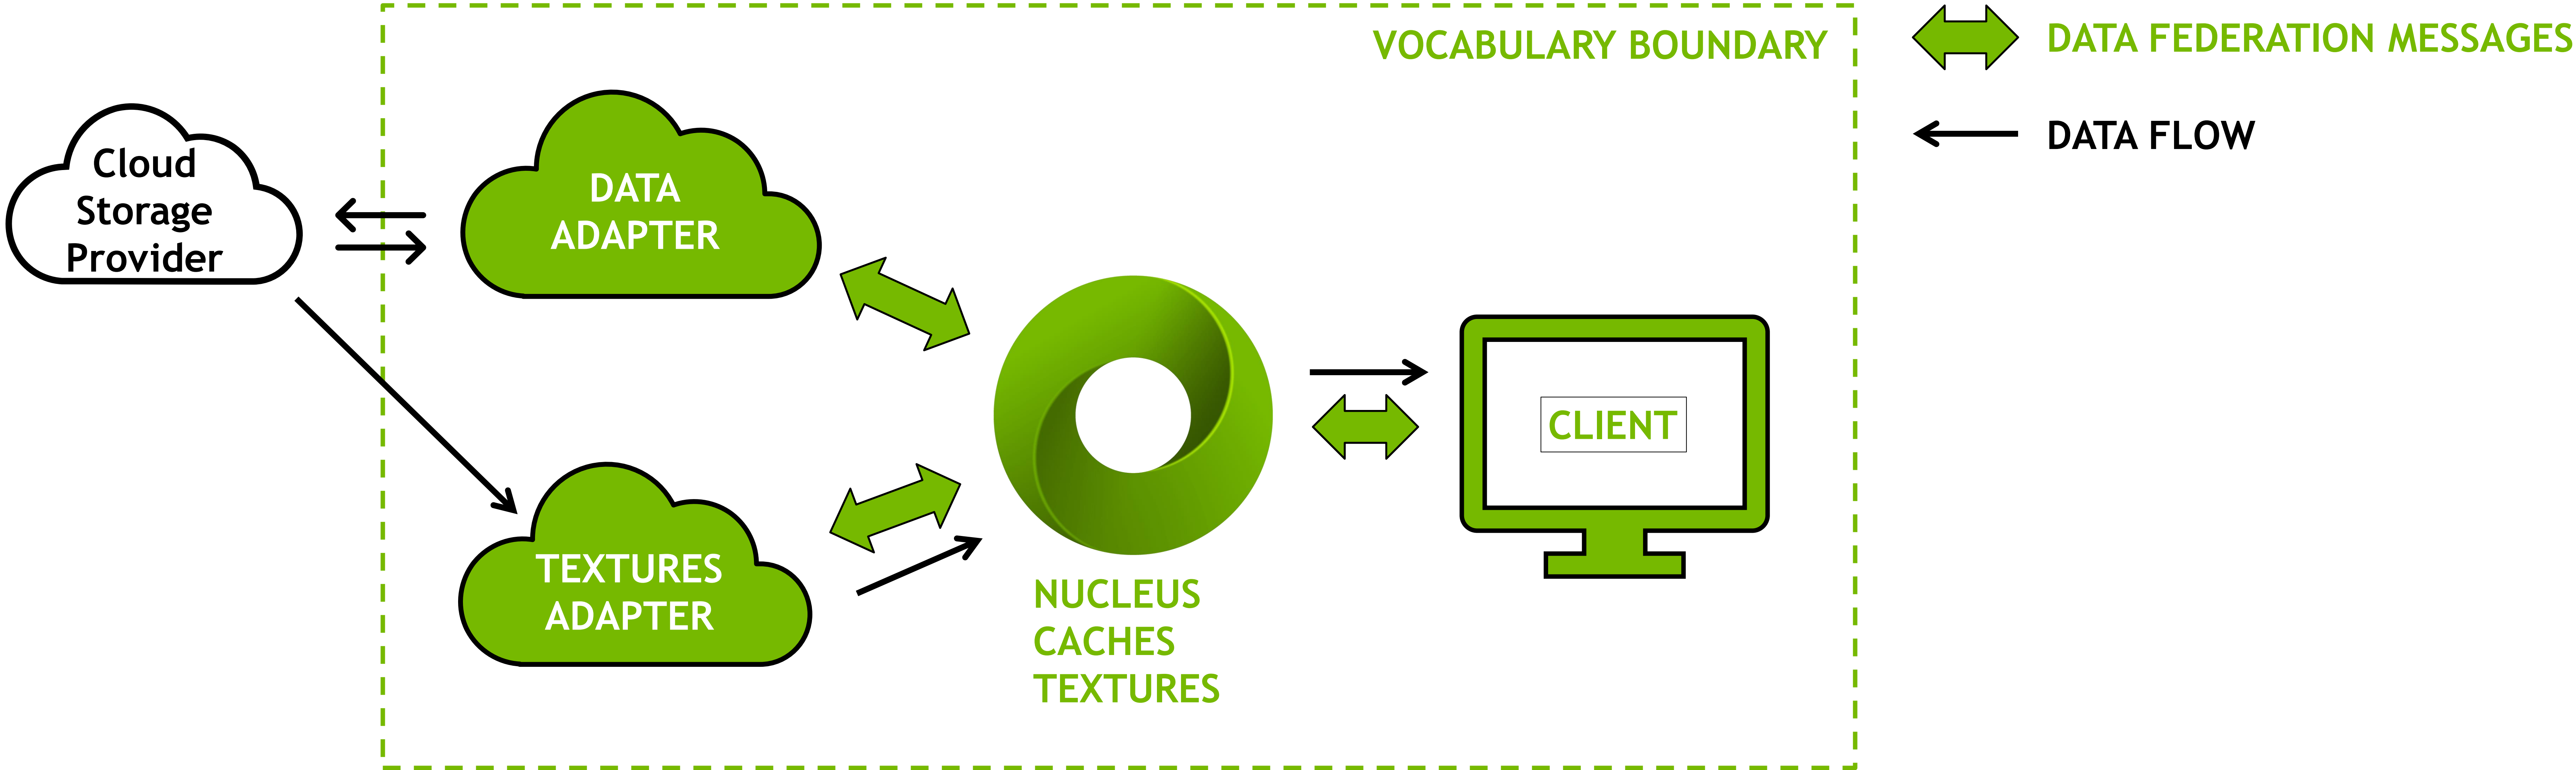 VOCABULARY BOUNDARY
DATA FEDERATION MESSAGES
DATA FLOW
Cloud
Storage
Provider
DATA
ADAPTER
TEXTURES
ADAPTER
NUCLEUS
CACHES
TEXTURES
CLIENT